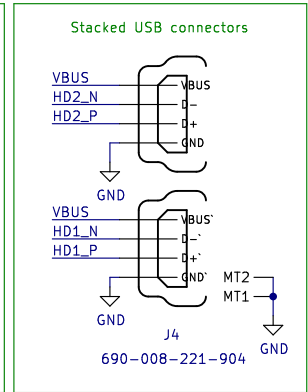 Stacked USB connectors
VBUS VBUS
HD2_N D-
HD2_P D+
GND
GND
VBUS VBUS`
HD1_N D-`
HD1_P D+`
GND` MT2
MT1
GND
J4 GND
690-008-221-904